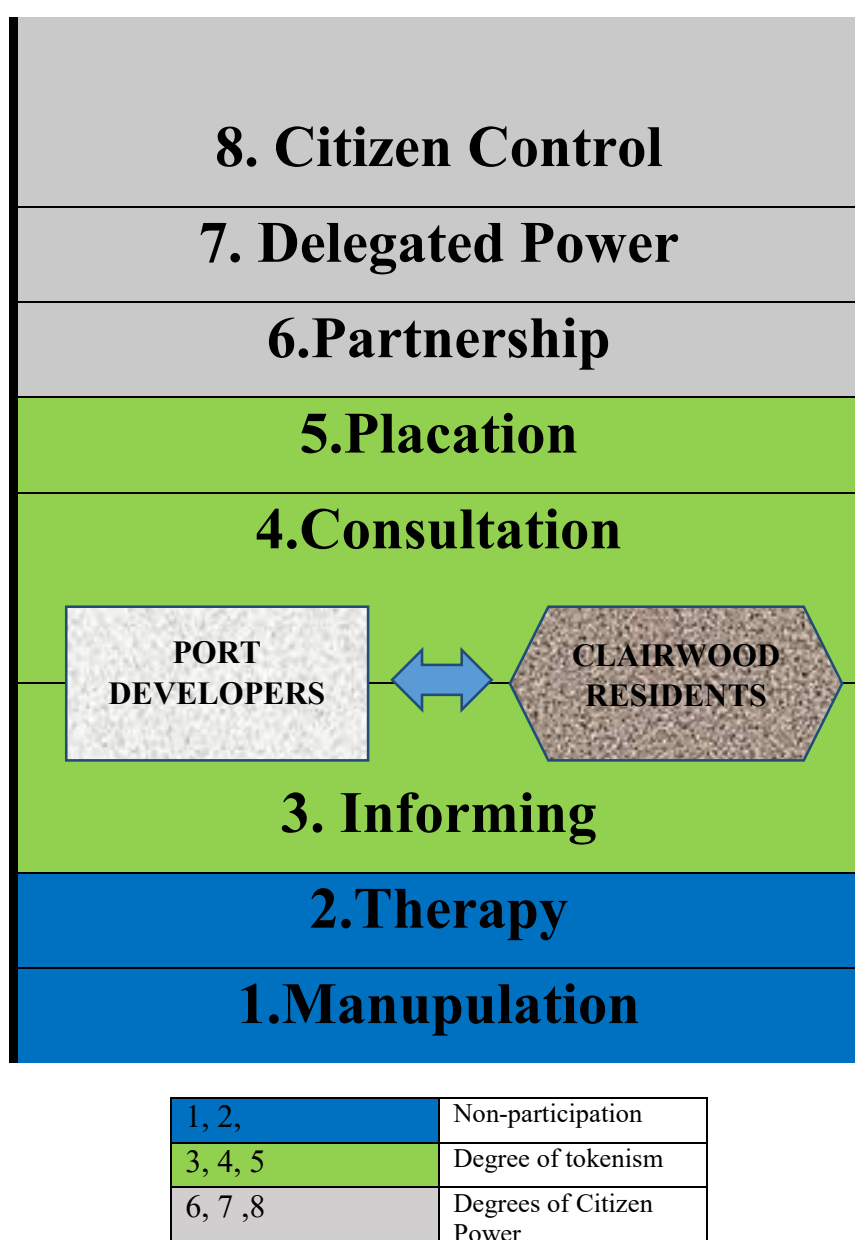 8. Citizen Control
7. Delegated Power
6.Partnership
5.Placation
4.Consultation
PORT
DEVELOPERS
CLAIRWOOD
RESIDENTS
3. Informing
2.Therapy
1.Manupulation
1, 2,
Non-participation
3, 4, 5
Degree of tokenism
6, 7 ,8
Degrees of Citizen
Power